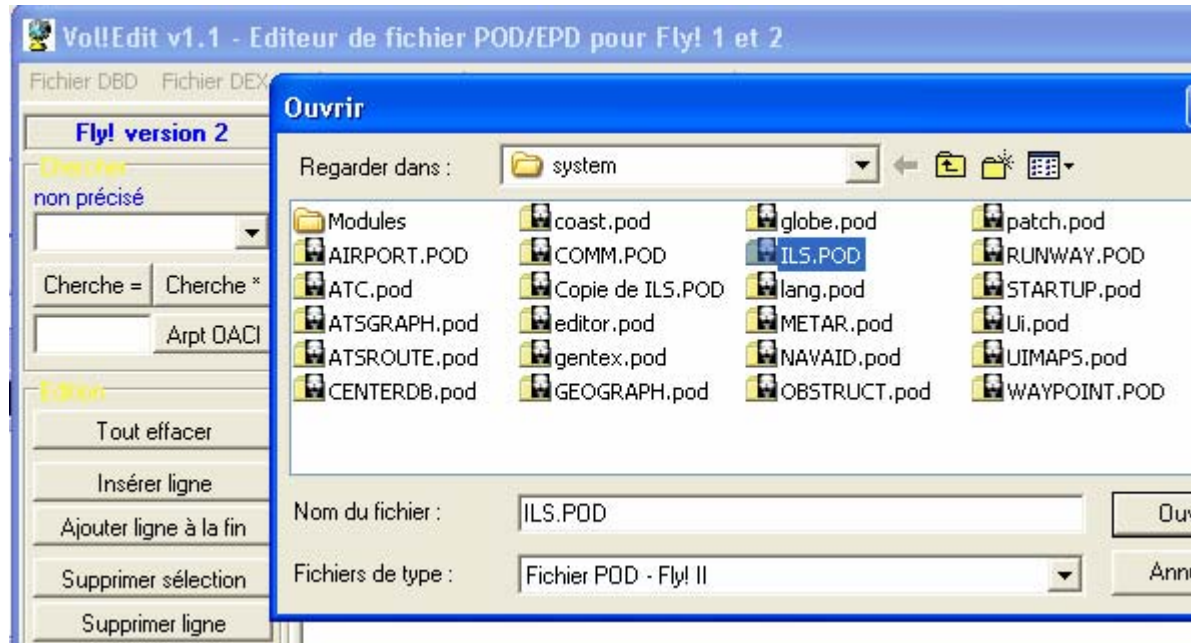 Vol!Edit v1.1 - Editeur de fichier POD/EPD pour Fly! 1 et 2
Fichier DBD Fichier DEX
Fly! version 2
Chercher
non précisé
Cherche = Cherche *
Arpt OACI
Edition
Tout effacer
Insérer ligne
Ajouter ligne à la fin
Supprimer sélection
Supprimer ligne
Ouvrir
Regarder dans : system
Modules coast.pod globe.pod patch.pod
AIRPORT.POD COMM.POD ILS.POD RUNWAY.POD
ATC.pod Copie de ILS.POD lang.pod STARTUP.pod
ATSGRAPH.pod editor.pod METAR.pod Ui.pod
ATSROUTE.pod gentex.pod NAVAID.pod UIMAPS.pod
CENTERDB.pod GEOGRAPH.pod OBSTRUCT.pod WAYPOINT.POD
Nom du fichier : ILS.POD Ouv
Fichiers de type : Fichier POD - Fly! II Annu